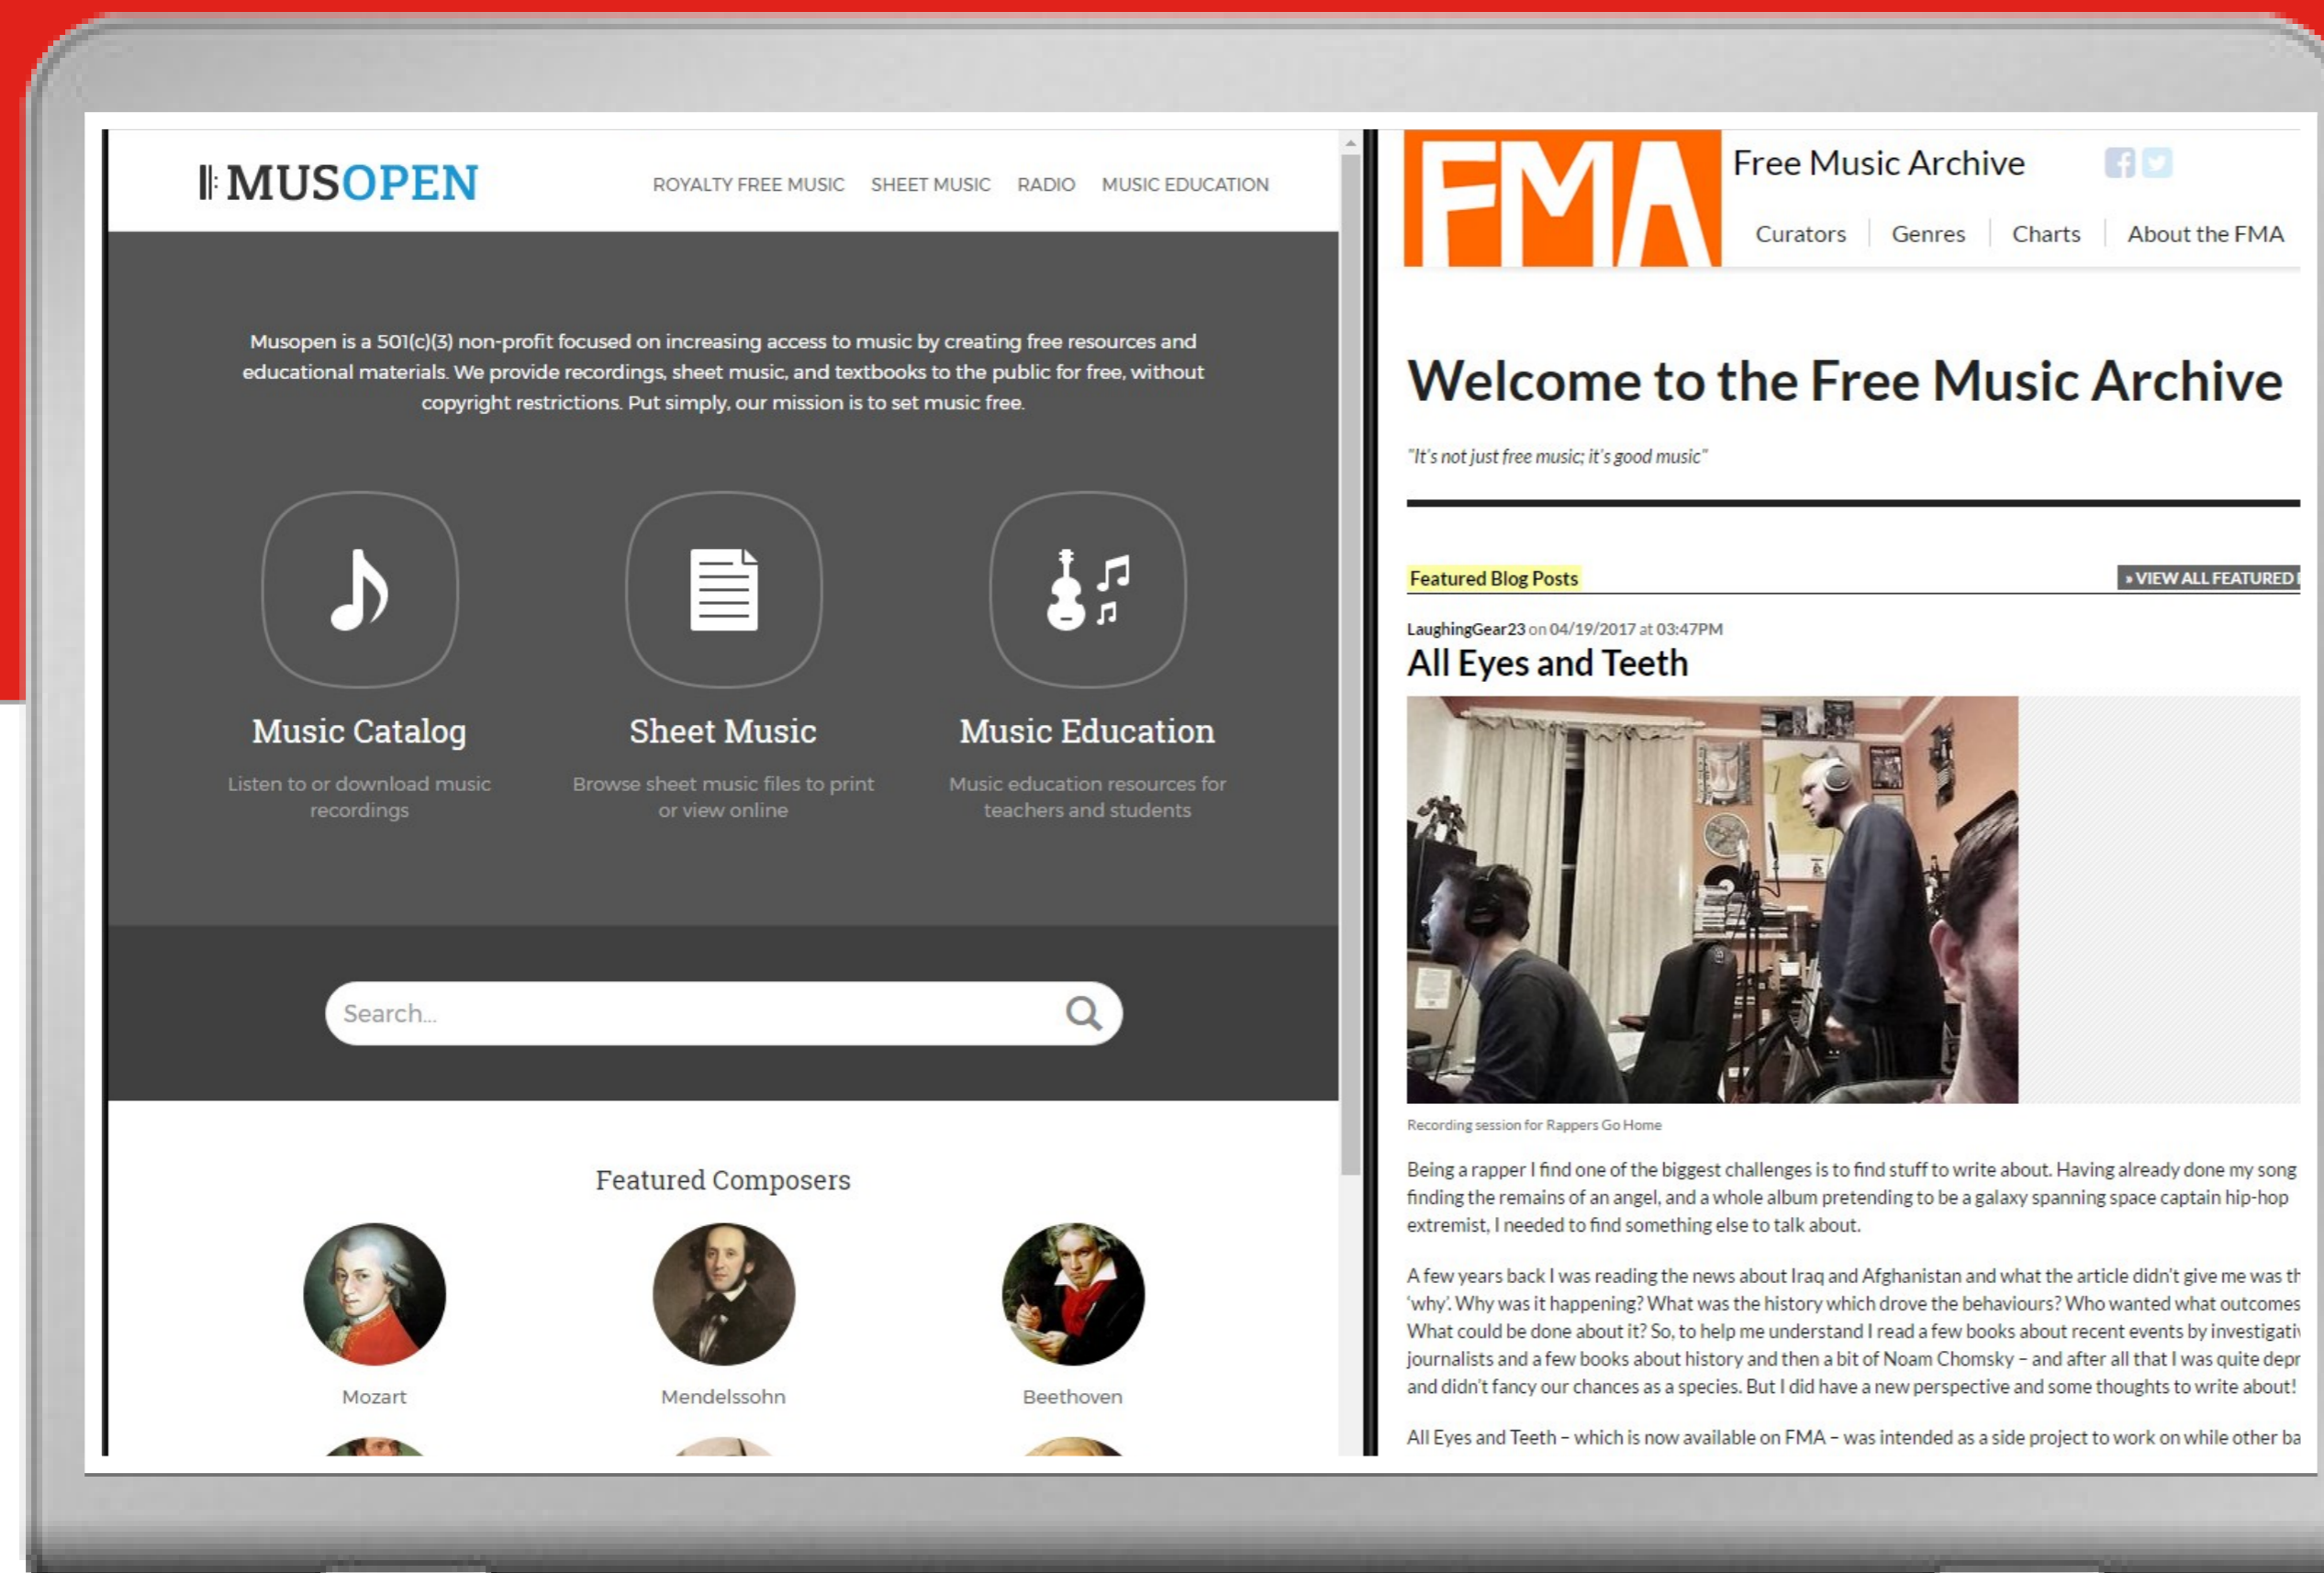 MUSOPEN
ROYALTY FREE MUSIC SHEET MUSIC RADIO MUSIC EDUCATION
Musopen is a 501(c)(3) non-profit focused on increasing access to music by creating free resources and
educational materials. We provide recordings, sheet music, and textbooks to the public for free, without
copyright restrictions. Put simply, our mission is to set music free.
Music Catalog
Listen to or download music
recordings
Sheet Music
Browse sheet music files to print
or view online
Music Education
Music education resources for
teachers and students
Search...
Featured Composers
Mozart
Mendelssohn
Beethoven
FMA
Free Music Archive
Curators Genres Charts About the FMA
Welcome to the Free Music Archive
"It's not just free music; it's good music"
Featured Blog Posts
» VIEW ALL FEATURED
LaughingGear23 on 04/19/2017 at 03:47PM
All Eyes and Teeth
Recording session for Rappers Go Home
Being a rapper I find one of the biggest challenges is to find stuff to write about. Having already done my song
finding the remains of an angel, and a whole album pretending to be a galaxy spanning space captain hip-hop
extremist, I needed to find something else to talk about.
A few years back I was reading the news about Iraq and Afghanistan and what the article didn't give me was
‘why’. Why was it happening? What was the history which drove the behaviours? Who wanted what outcomes
What could be done about it? So, to help me understand I read a few books about recent events by
journalists and a few books about history and then a bit of Noam Chomsky – and after all that I was quite
and didn't fancy our chances as a species. But I did have a new perspective and some thoughts to write about!
All Eyes and Teeth – which is now available on FMA – was intended as a side project to work on while other